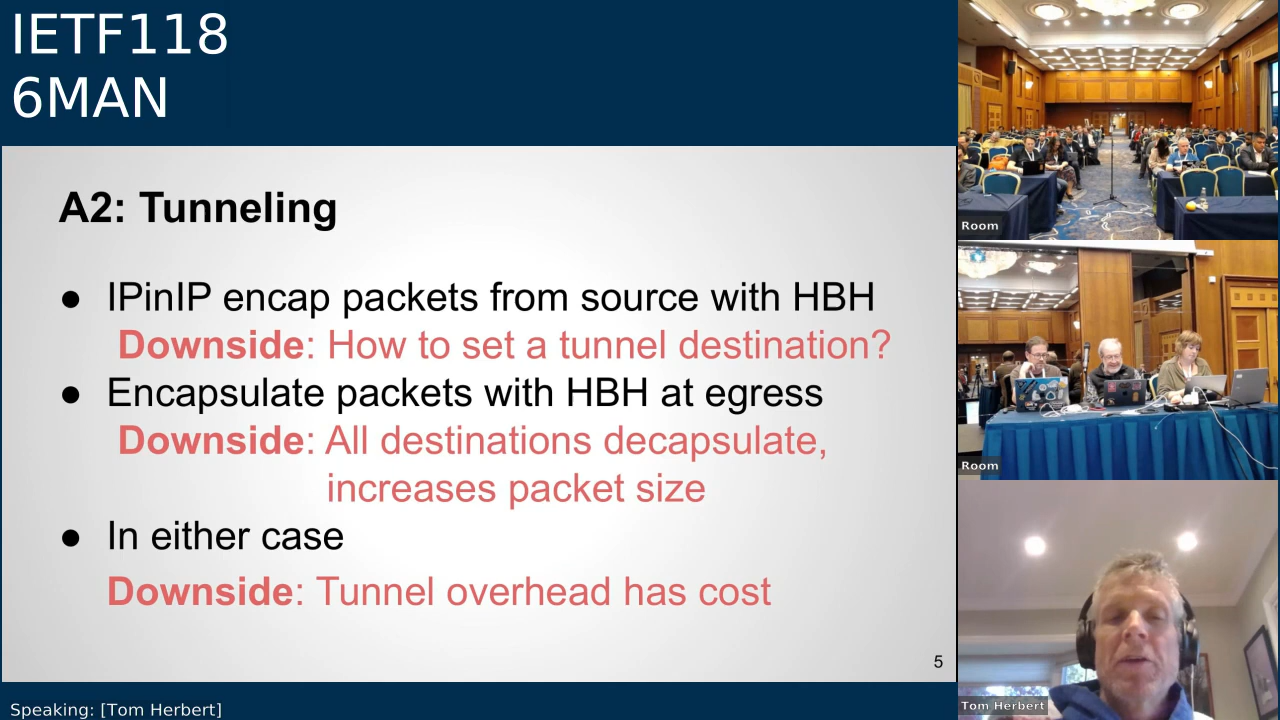 IETF118
6MAN
A2: Tunneling
● IPinIP encap packets from source with HBH
Downside: How to set a tunnel destination?
● Encapsulate packets with HBH at egress
Downside: All destinations decapsulate,
increases packet size
● In either case
Downside: Tunnel overhead has cost
5
Speaking: [Tom Herbert]
Room
Room
Tom Herbert